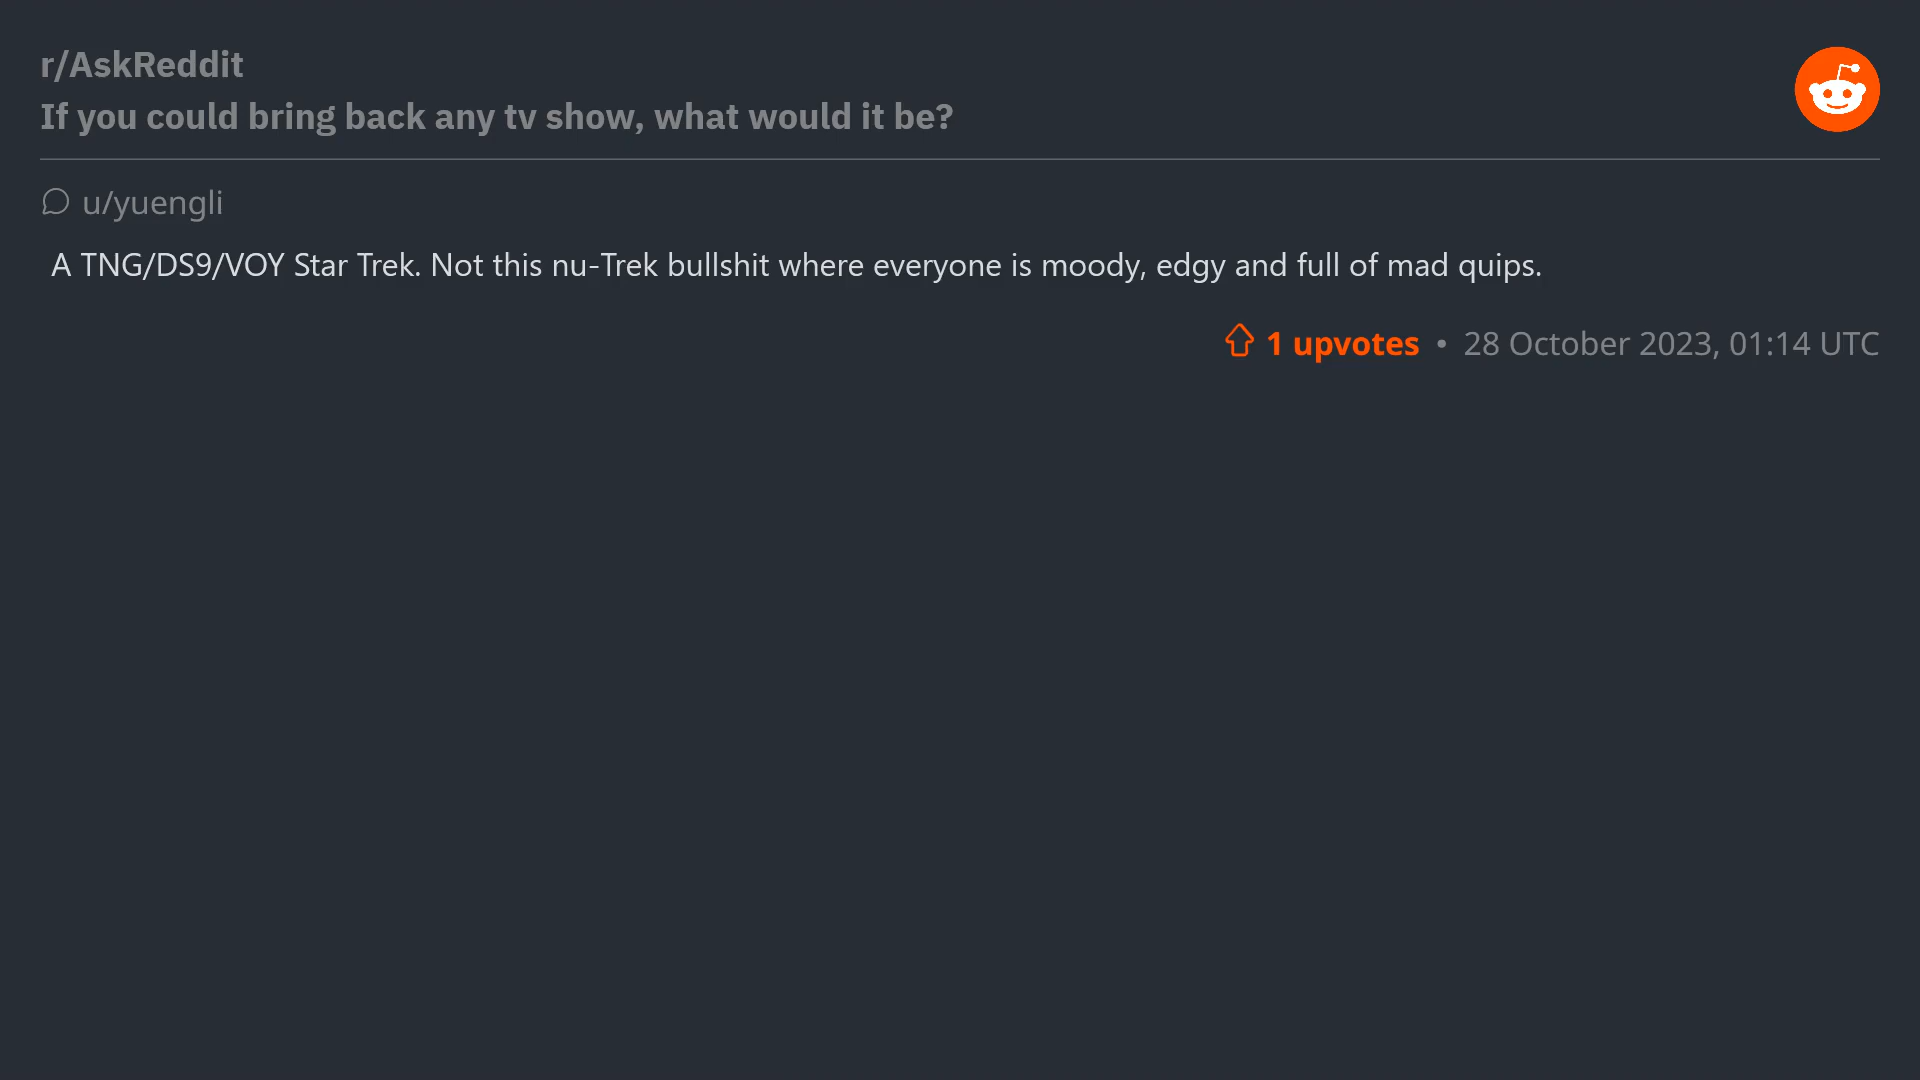 r/AskReddit
If you could bring back any tv show, what would it be?
u/yuengli
A TNG/DS9/VOY Star Trek. Not this nu-Trek bullshit where everyone is moody, edgy and full of mad quips.
1 upvotes • 28 October 2023, 01:14 UTC